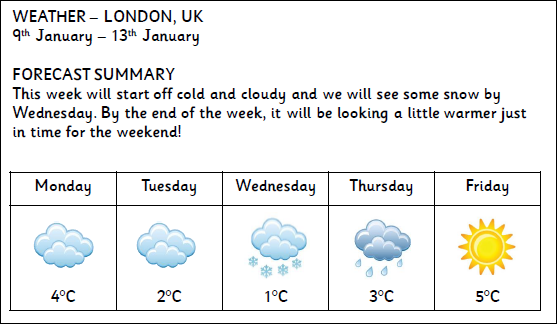 WEATHER – LONDON, UK
9th January – 13th January
FORECAST SUMMARY
This week will start off cold and cloudy and we will see some snow by
Wednesday. By the end of the week, it will be looking a little warmer just
in time for the weekend!
Monday Tuesday Wednesday Thursday Friday
4°C 2°C 1°C 3°C 5°C